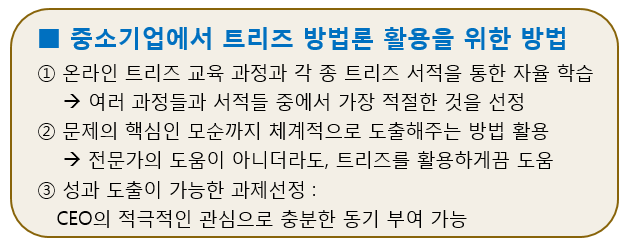 ■ 중소기업에서 트리즈 방법론 활용을 위한 방법
① 온라인 트리즈 교육 과정과 각 종 트리즈 서적을 통한 자율 학습
→ 여러 과정들과 서적들 중에서 가장 적절한 것을 선정
② 문제의 핵심인 모순까지 체계적으로 도출해주는 방법 활용
→ 전문가의 도움이 아니더라도, 트리즈를 활용하게끔 도움
③ 성과 도출이 가능한 과제선정 :
CEO의 적극적인 관심으로 충분한 동기 부여 가능